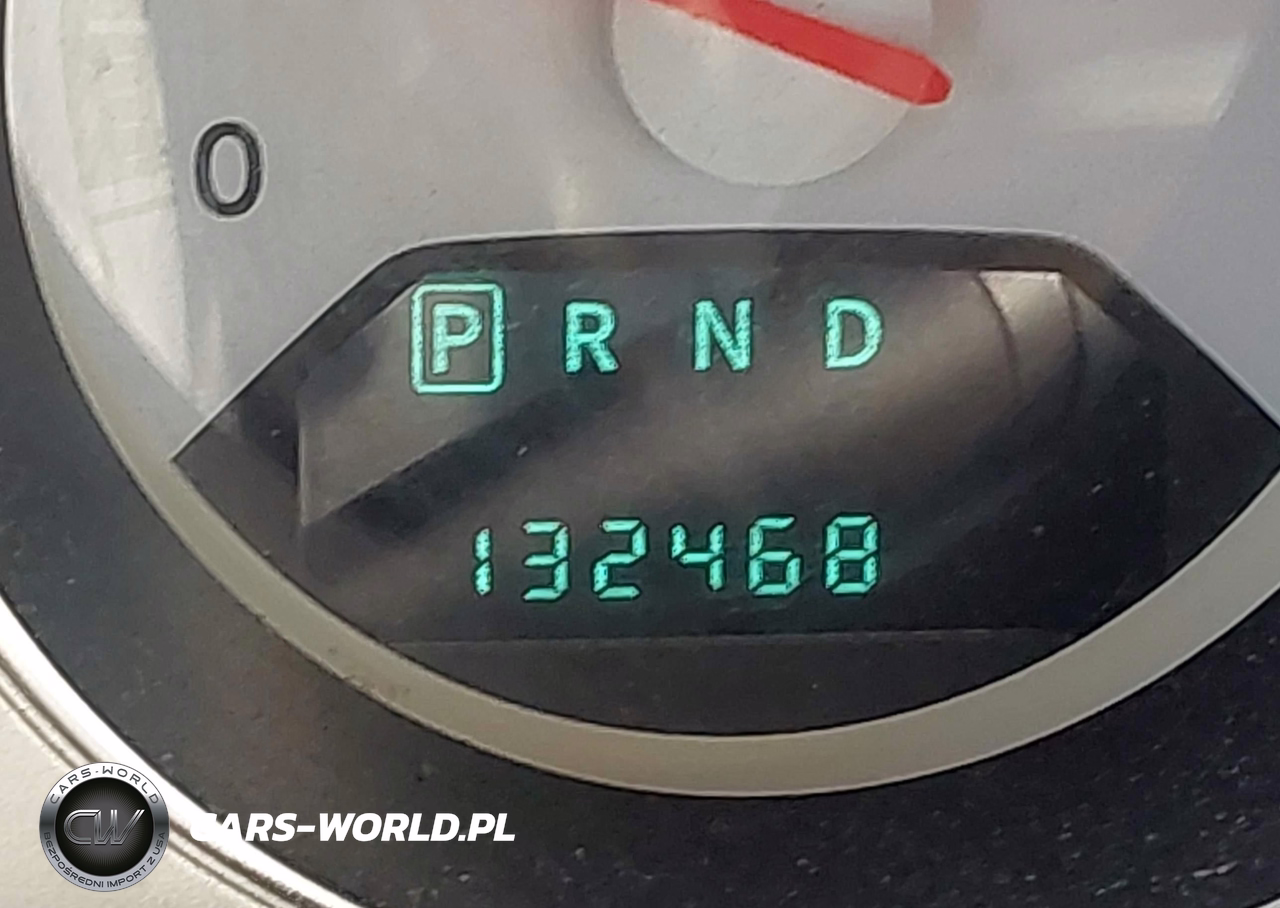 0
P R N D
132468
CARS-WORLD
CW
BEZPOŚREDNI IMPORT Z USA
CARS-WORLD.PL